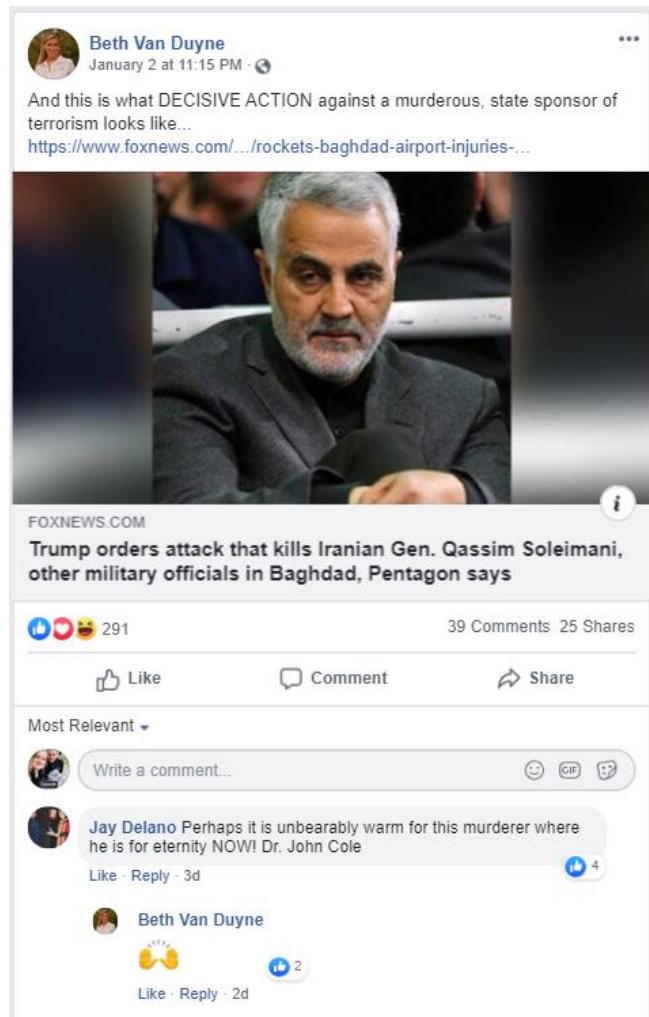 Beth Van Duyne
January 2 at 11:15 PM ·
And this is what DECISIVE ACTION against a murderous, state sponsor of
terrorism looks like...
https://www.foxnews.com/.../rockets-baghdad-airport-injuries-...
i
FOXNEWS.COM
Trump orders attack that kills Iranian Gen. Qassim Soleimani,
other military officials in Baghdad, Pentagon says
291 39 Comments 25 Shares
Like Comment Share
Most Relevant
Write a comment... GIF
Jay Delano Perhaps it is unbearably warm for this murderer where
he is for eternity NOW! Dr. John Cole
4
Like · Reply · 3d
Beth Van Duyne
2
Like · Reply · 2d